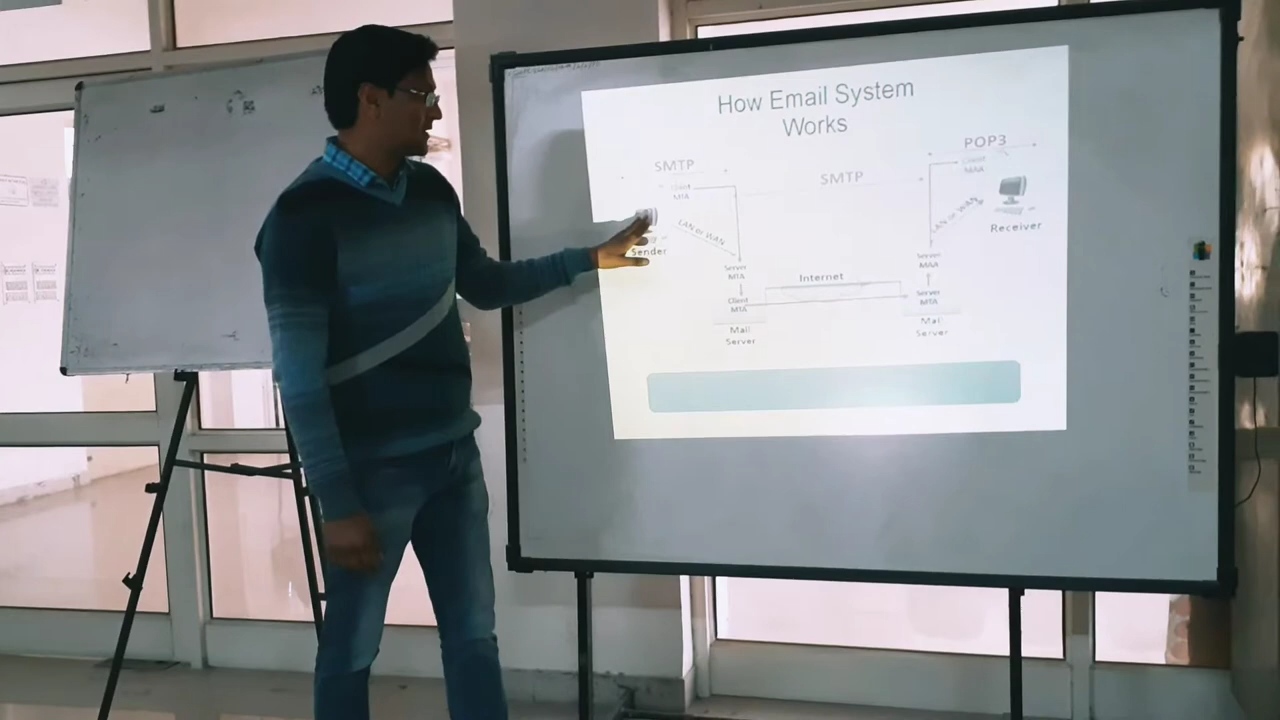 How Email System
Works
POP3
SMTP
SMTP
Client
MAA
Client
MTA
LAN or WAN
LAN or WAN
Sender
Receiver
Server
MTA
Server
MAA
Internet
Client
MTA
Server
MTA
Mail
Server
Mail
Server